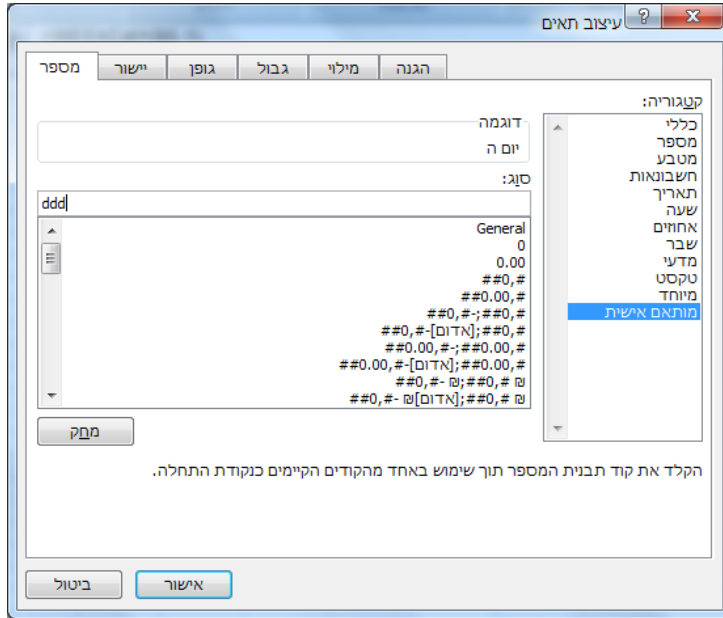 עיצוב תאים
מספר
יישור
גופן
גבול
מילוי
הגנה
קטגוריה:
כללי
מספר
מטבע
חשבונאות
תאריך
שעה
אחוזים
שבר
מדעי
טקסט
מיוחד
מותאם אישית
דוגמה
יום ה
סוג:
ddd
General
0
0.00
##0,#
##0.00,#
##0,#-;##0,#
##0,#-[אדום];##0,#
##0.00,#-;##0.00,#
##0.00,#-[אדום];##0.00,#
₪ #,##0;₪ -#,##0
₪ #,##0;[אדום]₪ -#,##0
מחק
הקלד את קוד תבנית המספר תוך שימוש באחד מהקודים הקיימים כנקודת התחלה.
אישור
ביטול